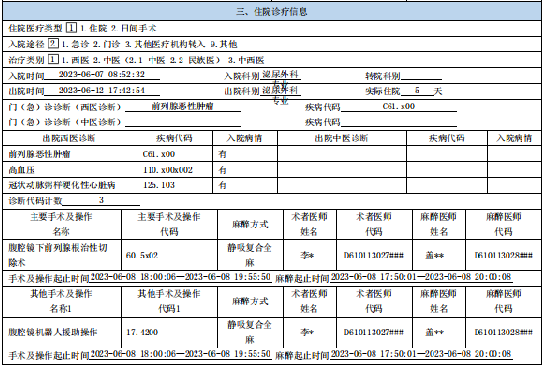 三、住院诊疗信息
住院医疗类型 1 1.住院 2.日间手术
入院途径 2 1.急诊 2.门诊 3.其他医疗机构转入 9.其他
治疗类别 1 1.西医 2.中医（2.1 中医 2.2 民族医） 3.中西医
入院时间 2023-06-07 08:52:32 入院科别 泌尿外科专业 转院科别
出院时间 2023-06-12 17:42:54 出院科别 泌尿外科专业 实际住院 5 天
门（急）诊诊断（西医诊断） 前列腺恶性肿瘤 疾病代码 C61.x00
门（急）诊诊断（中医诊断） 疾病代码
出院西医诊断 疾病代码 入院病情 出院中医诊断 疾病代码 入院病情
前列腺恶性肿瘤 C61.x00 有
高血压 I10.x00x002 有
冠状动脉粥样硬化性心脏病 I25.103 有
诊断代码计数 3
主要手术及操作名称 主要手术及操作代码 麻醉方式 术者医师姓名 术者医师代码 麻醉医师姓名 麻醉医师代码
腹腔镜下前列腺根治性切除术 60.5x02 静吸复合全麻 李* D610113027### 盖** D610113028###
手术及操作起止时间 2023-06-08 18:00:06—2023-06-08 19:55:50 麻醉起止时间 2023-06-08 17:50:01—2023-06-08 20:00:08
其他手术及操作名称1 其他手术及操作代码1 麻醉方式 术者医师姓名 术者医师代码 麻醉医师姓名 麻醉医师代码
腹腔镜机器人援助操作 17.4200 静吸复合全麻 李* D610113027### 盖** D610113028###
手术及操作起止时间 2023-06-08 18:00:06—2023-06-08 19:55:50 麻醉起止时间 2023-06-08 17:50:01—2023-06-08 20:00:08